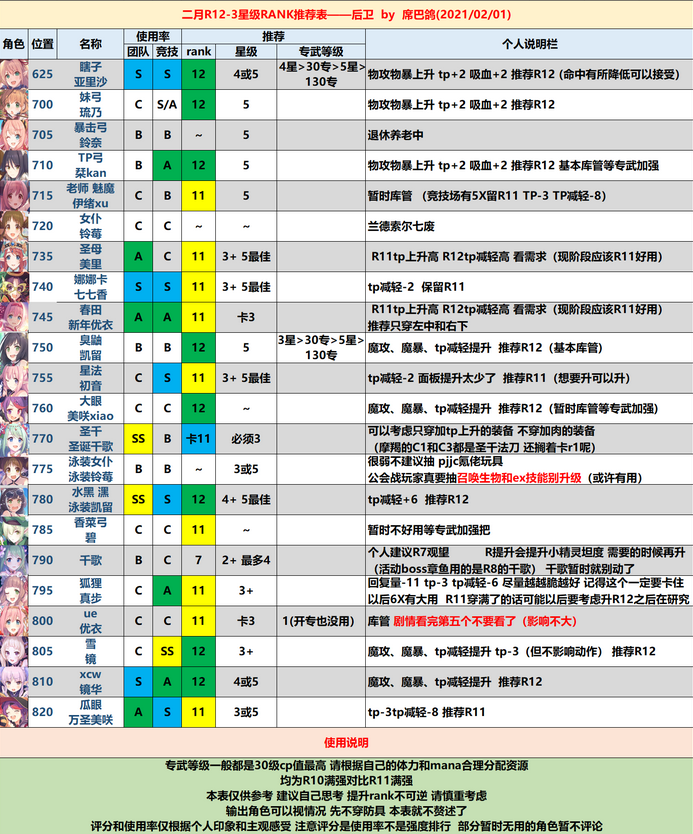 二月R12-3星级RANK推荐表——后卫 by 席巴鸽(2021/02/01)
角色 位置 名称 使用率 推荐 个人说明栏
团队 竞技 rank 星级 专武等级
625 瞎子 亚里沙 S S 12 4或5 4星>30专>5星>130专 物攻物暴上升 tp+2 吸血+2 推荐R12 (命中有所降低可以接受)
700 妹弓 琉乃 C S/A 12 5 物攻物暴上升 tp+2 吸血+2 推荐R12
705 暴击弓 鈴奈 B B ~ 5 退休养老中
710 TP弓 栞kan B A 12 5 物攻物暴上升 tp+2 吸血+2 推荐R12 基本库管等专武加强
715 老师 魅魔 伊绪xu C B 11 5 暂时库管 (竞技场有5X留R11 TP-3 TP减轻-8)
720 女仆 铃莓 C C ~ ~ 兰德索尔七废
735 圣母 美里 A C 11 3+ 5最佳 R11tp上升高 R12tp减轻高 看需求（现阶段应该R11好用）
740 娜娜卡 七七香 S S 11 3+ 5最佳 tp减轻-2 保留R11
745 春田 新年优衣 A A 11 卡3 R11tp上升高 R12tp减轻高 看需求（现阶段应该R11好用）
推荐只穿左中和右下
750 臭鼬 凯留 B B 12 5 3星>30专>5星>130专 魔攻、魔暴、tp减轻提升 推荐R12（基本库管）
755 星法 初音 C S 11 3+ 5最佳 tp减轻-2 面板提升太少了 推荐R11（想要升可以升）
760 大眼 美咲xiao C C 12 ~ 魔攻、魔暴、tp减轻提升 推荐R12（暂时库管等专武加强）
770 圣千 圣诞千歌 SS B 卡11 必须3 可以考虑只穿加tp上升的装备 不穿加肉的装备
（摩羯的C1和C3都是圣千法刀 还搁着卡r1呢）
775 泳装女仆 泳装铃莓 B B ~ 3或5 很弱不建议抽 pjjc氪佬玩具
公会战玩家真要抽召唤生物和ex技能别升级（或许有用）
780 水黑 潶 泳装凯留 SS S 12 4+ 5最佳 tp减轻+6 推荐R12
785 香菜弓 碧 C C 11 ~ 暂时不好用等专武加强把
790 千歌 B C 7 2+ 最多4 个人建议R7观望 R提升会提升小精灵坦度 需要的时候再升
（活动boss章鱼用的是R8的千歌） 千歌暂时就别动了
795 狐狸 真步 C A 11 3+ 回复量-11 tp-3 tp减轻-6 尽量越越脆越好 记得这个一定要卡住
以后6X有大用 R11穿满了的话可能以后要考虑升R12之后在研究
800 ue 优衣 C C 11 卡3 1(开专也没用) 库管 剧情看完第五个不要看了（影响不大）
805 雪 镜 C SS 12 3+ 魔攻、魔暴、tp减轻提升 tp-3（但不影响动作） 推荐R12
810 xcw 镜华 S A 12 4或5 魔攻、魔暴、tp减轻提升 推荐R12
820 瓜眼 万圣美咲 A S 11 3或5 tp-3tp减轻-8 推荐R11
使用说明
专武等级一般都是30级cp值最高 请根据自己的体力和mana合理分配资源
均为R10满强对比R11满强
本表仅供参考 建议自己思考 提升rank不可逆 请慎重考虑
输出角色可以视情况 先不穿防具 本表就不赘述了
评分和使用率仅根据个人印象和主观感受 注意评分是使用率不是强度排行 部分暂时无用的角色暂不评论